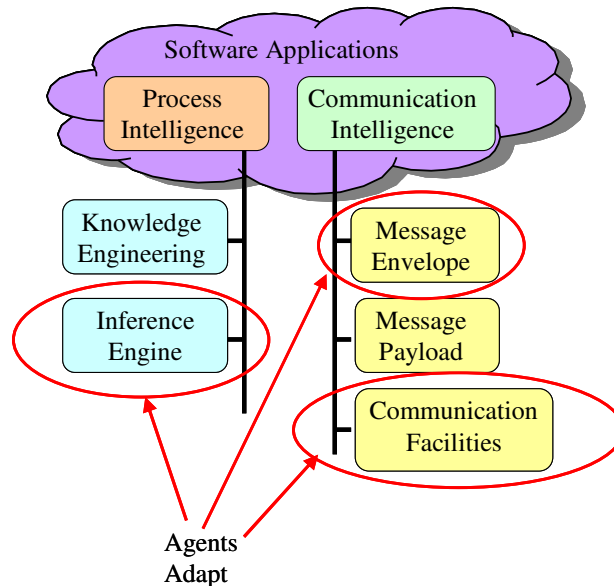 Software Applications
Process
Intelligence
Communication
Intelligence
Knowledge
Engineering
Inference
Engine
Message
Envelope
Message
Payload
Communication
Facilities
Agents
Adapt